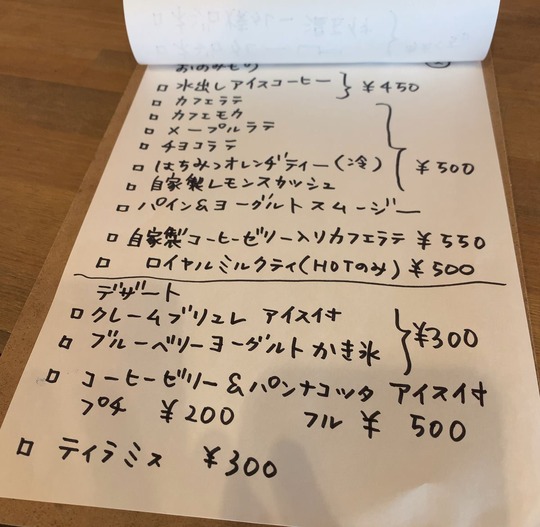 おのみもの
□ 水出しアイスコーヒー ¥450
□ カフェラテ
□ カフェモカ
□ メープルラテ
□ チョコラテ
□ はちみつオレンヂティー(冷) ¥500
□ 自家製レモンスカッシュ
□ パイン&ヨーグルト スムージー
□ 自家製コーヒーゼリー入りカフェラテ ¥550
□ ロイヤルミルクティ(HOTのみ) ¥500
デザート
□ クレームブリュレ アイス付
□ ブルーベリーヨーグルト かき氷 ¥300
□ コーヒーゼリー&パンナコッタ アイス付
プチ ¥200 フル ¥ 500
□ ティラミス ¥300